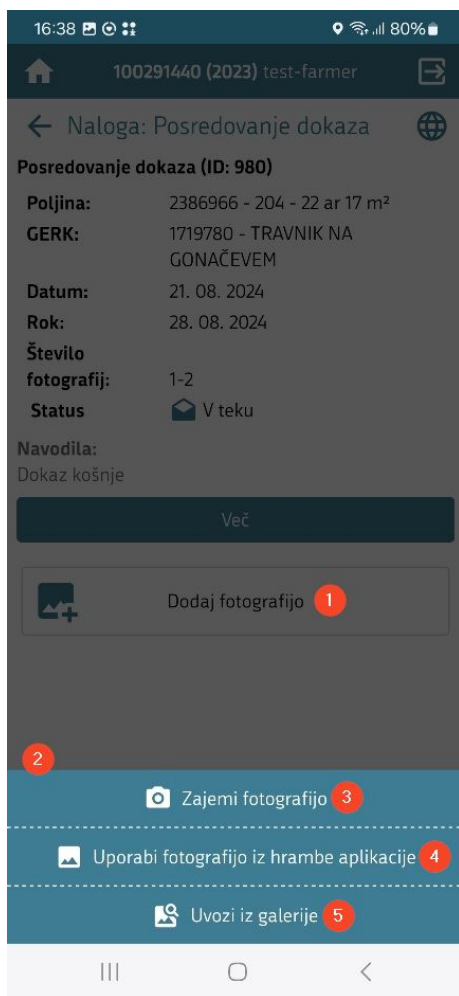 16:38 80%
100291440 (2023) test-farmer
Naloga: Posredovanje dokaza
Posredovanje dokaza (ID: 980)
Poljina: 2386966 - 204 - 22 ar 17 m²
GERK: 1719780 - TRAVNIK NA
GONAČEVEM
Datum: 21. 08. 2024
Rok: 28. 08. 2024
Število
fotografij: 1-2
Status V teku
Navodila:
Dokaz košnje
Več
Dodaj fotografijo 1
2
Zajemi fotografijo 3
Uporabi fotografijo iz hrambe aplikacije 4
Uvozi iz galerije 5